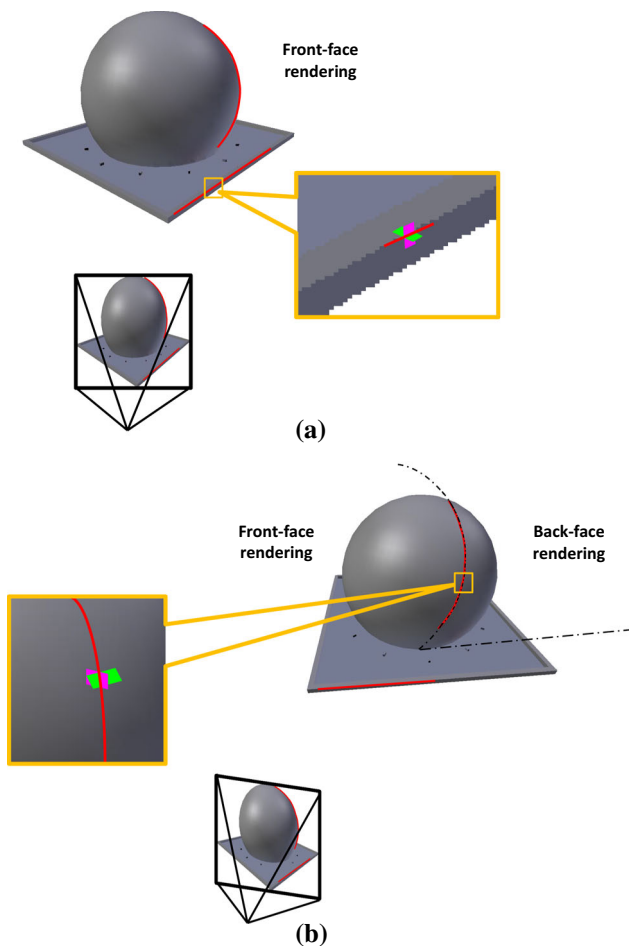 Front-face
rendering
(a)
Front-face
rendering
Back-face
rendering
(b)